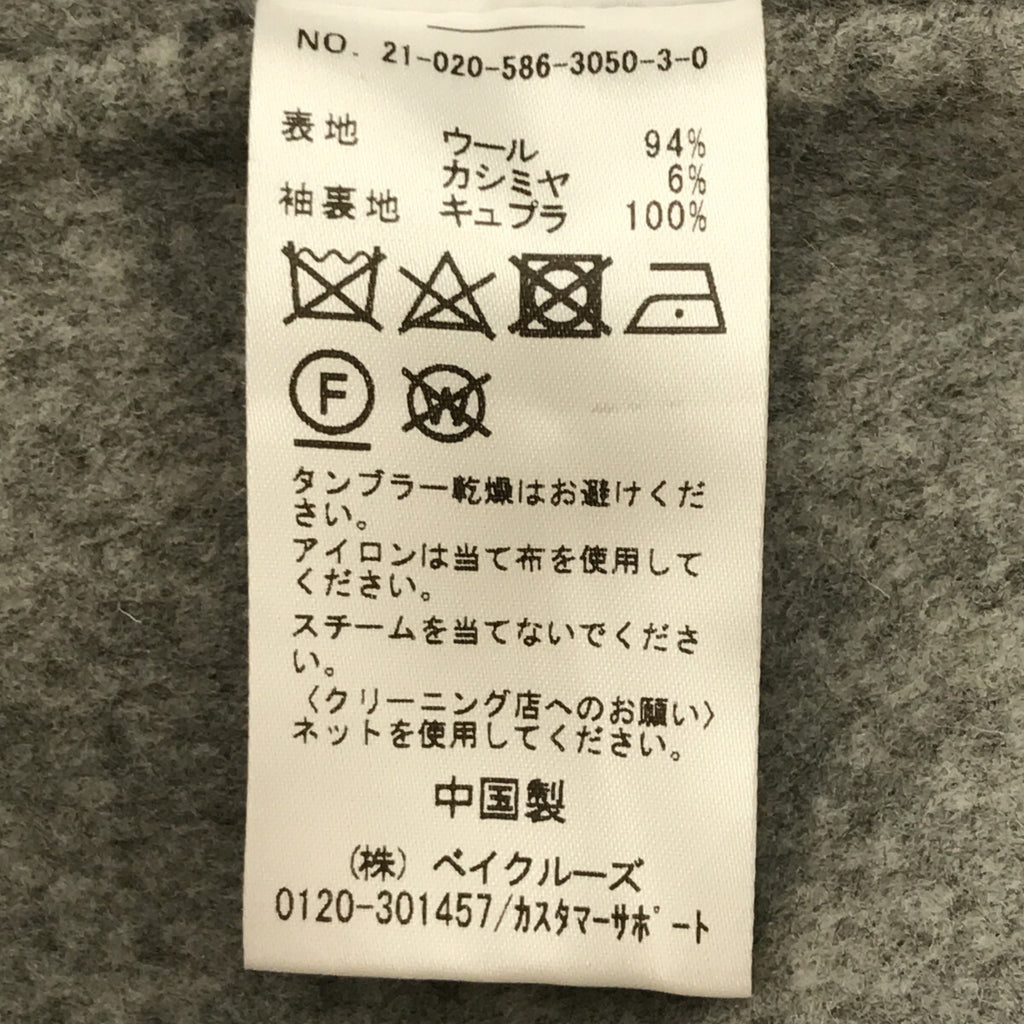 NO. 21-020-586-3050-3-0
表地 ウール 94%
カシミヤ 6%
袖裏地 キュプラ 100%
F W
タンブラー乾燥はお避けくだ
さい。
アイロンは当て布を使用して
ください。
スチームを当てないでくださ
い。
〈クリーニング店へのお願い〉
ネットを使用してください。
中国製
(株) ベイクルーズ
0120-301457/カスタマーサポート